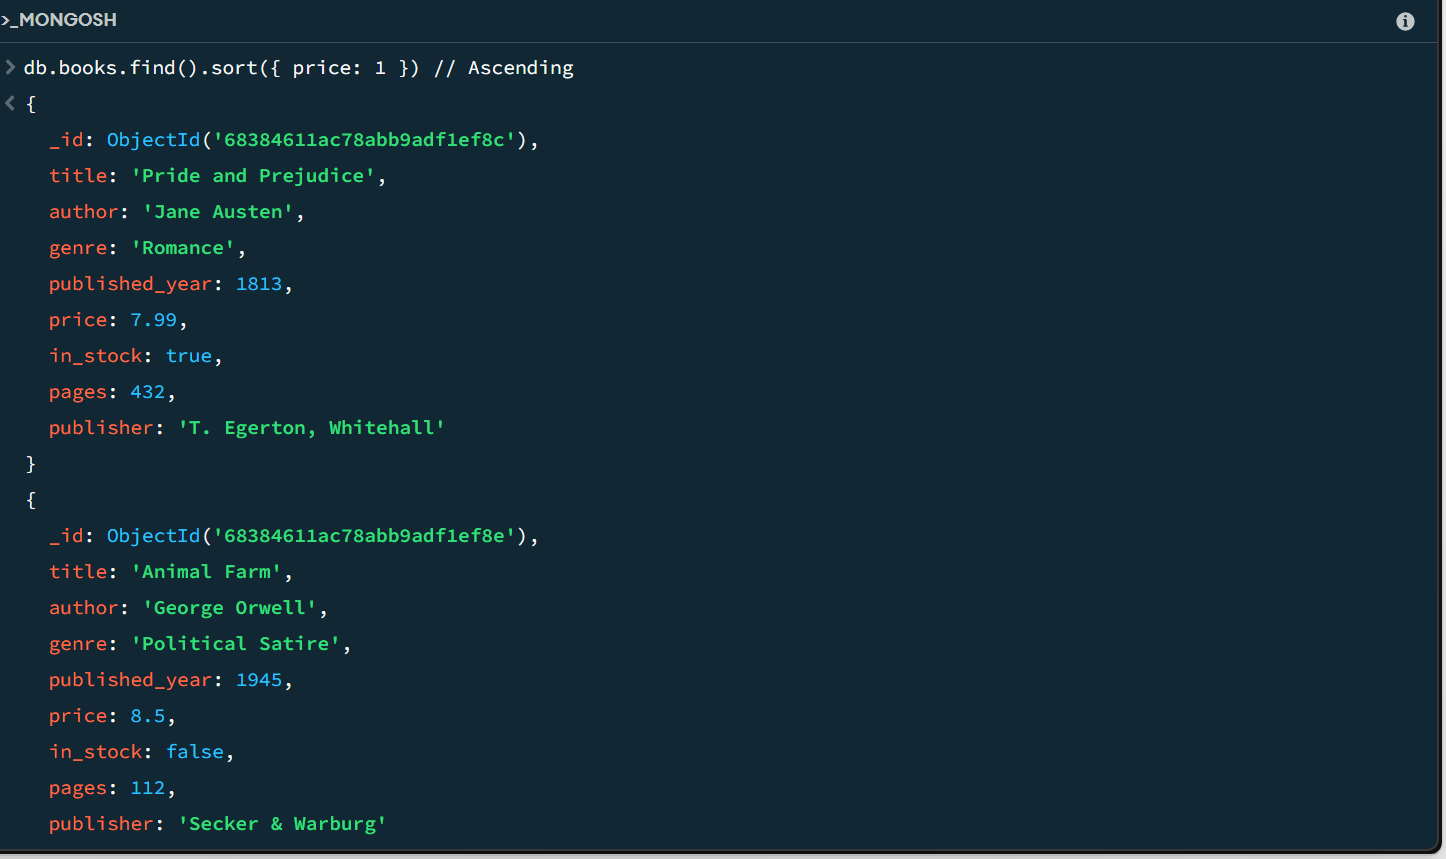 >_MONGOSH
> db.books.find().sort({ price: 1 }) // Ascending
< {
_id: ObjectId('68384611ac78abb9adf1ef8c'),
title: 'Pride and Prejudice',
author: 'Jane Austen',
genre: 'Romance',
published_year: 1813,
price: 7.99,
in_stock: true,
pages: 432,
publisher: 'T. Egerton, Whitehall'
}
{
_id: ObjectId('68384611ac78abb9adf1ef8e'),
title: 'Animal Farm',
author: 'George Orwell',
genre: 'Political Satire',
published_year: 1945,
price: 8.5,
in_stock: false,
pages: 112,
publisher: 'Secker & Warburg'